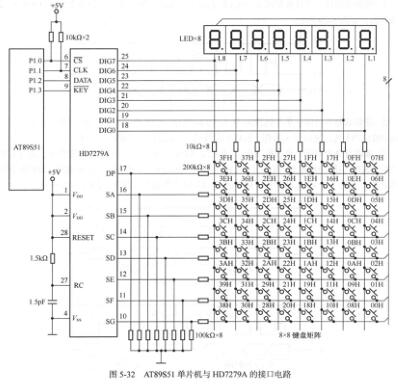 +5V
10kΩ×2
LED×8
L8 L7 L6 L5 L4 L3 L2 L1
P1.0 6 CS DIG7 25
P1.1 7 CLK DIG6 24
P1.2 8 DATA DIG5 23
P1.3 9 KEY DIG4 22
DIG3 21
DIG2 20
DIG1 19
DIG0 18
8
AT89S51
HD7279A
10kΩ×8
200kΩ×8
+5V
1 VDD
2 VDD
28 RESET
1.5kΩ
27 RC
1.5pF
4 VSS
DP 17
SA 16
SB 15
SC 14
SD 13
SE 12
SF 11
SG 10
3FH 37H 2FH 27H 1FH 17H 0FH 07H
3EH 36H 2EH 26H 1EH 16H 0EH 06H
3DH 35H 2DH 25H 1DH 15H 0DH 05H
3CH 34H 2CH 24H 1CH 14H 0CH 04H
3BH 33H 2BH 23H 1BH 13H 0BH 03H
3AH 32H 2AH 22H 1AH 12H 0AH 02H
39H 31H 29H 21H 19H 11H 09H 01H
38H 30H 28H 20H 18H 10H 08H 00H
8
100kΩ×8
8×8 键盘矩阵
图 5-32 AT89S51 单片机与 HD7279A 的接口电路